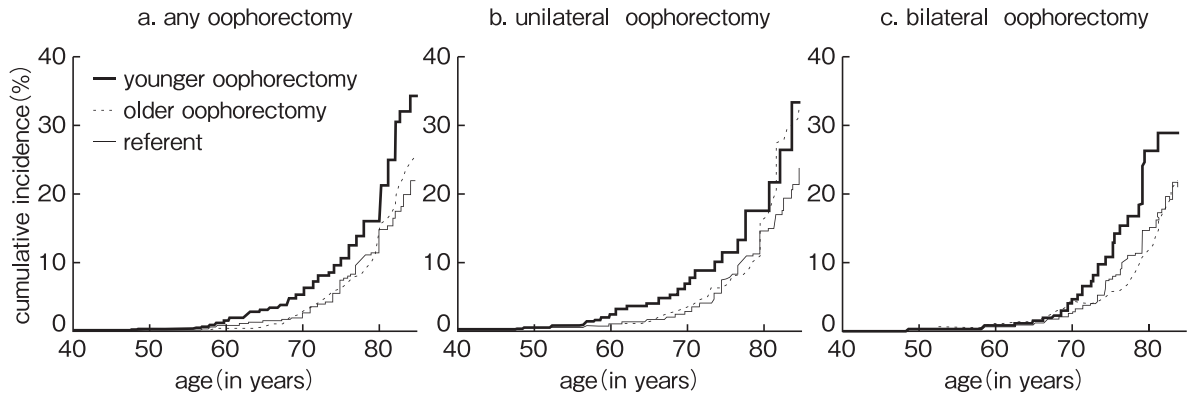 a. any oophorectomy
b. unilateral oophorectomy
c. bilateral oophorectomy
cumulative incidence(%)
40
30
20
10
0
younger oophorectomy
older oophorectomy
referent
40 50 60 70 80
age(in years)
40
30
20
10
0
40 50 60 70 80
age(in years)
40
30
20
10
0
40 50 60 70 80
age(in years)